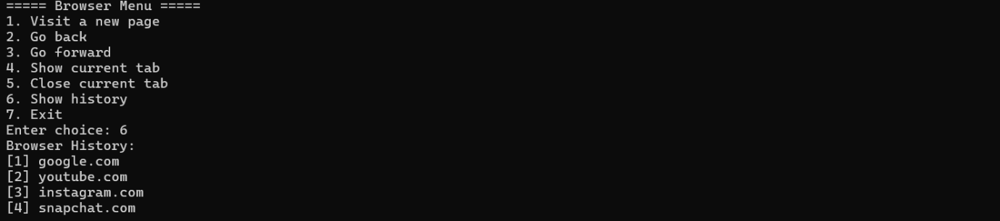 ===== Browser Menu =====
1. Visit a new page
2. Go back
3. Go forward
4. Show current tab
5. Close current tab
6. Show history
7. Exit
Enter choice: 6
Browser History:
[1] google.com
[2] youtube.com
[3] instagram.com
[4] snapchat.com